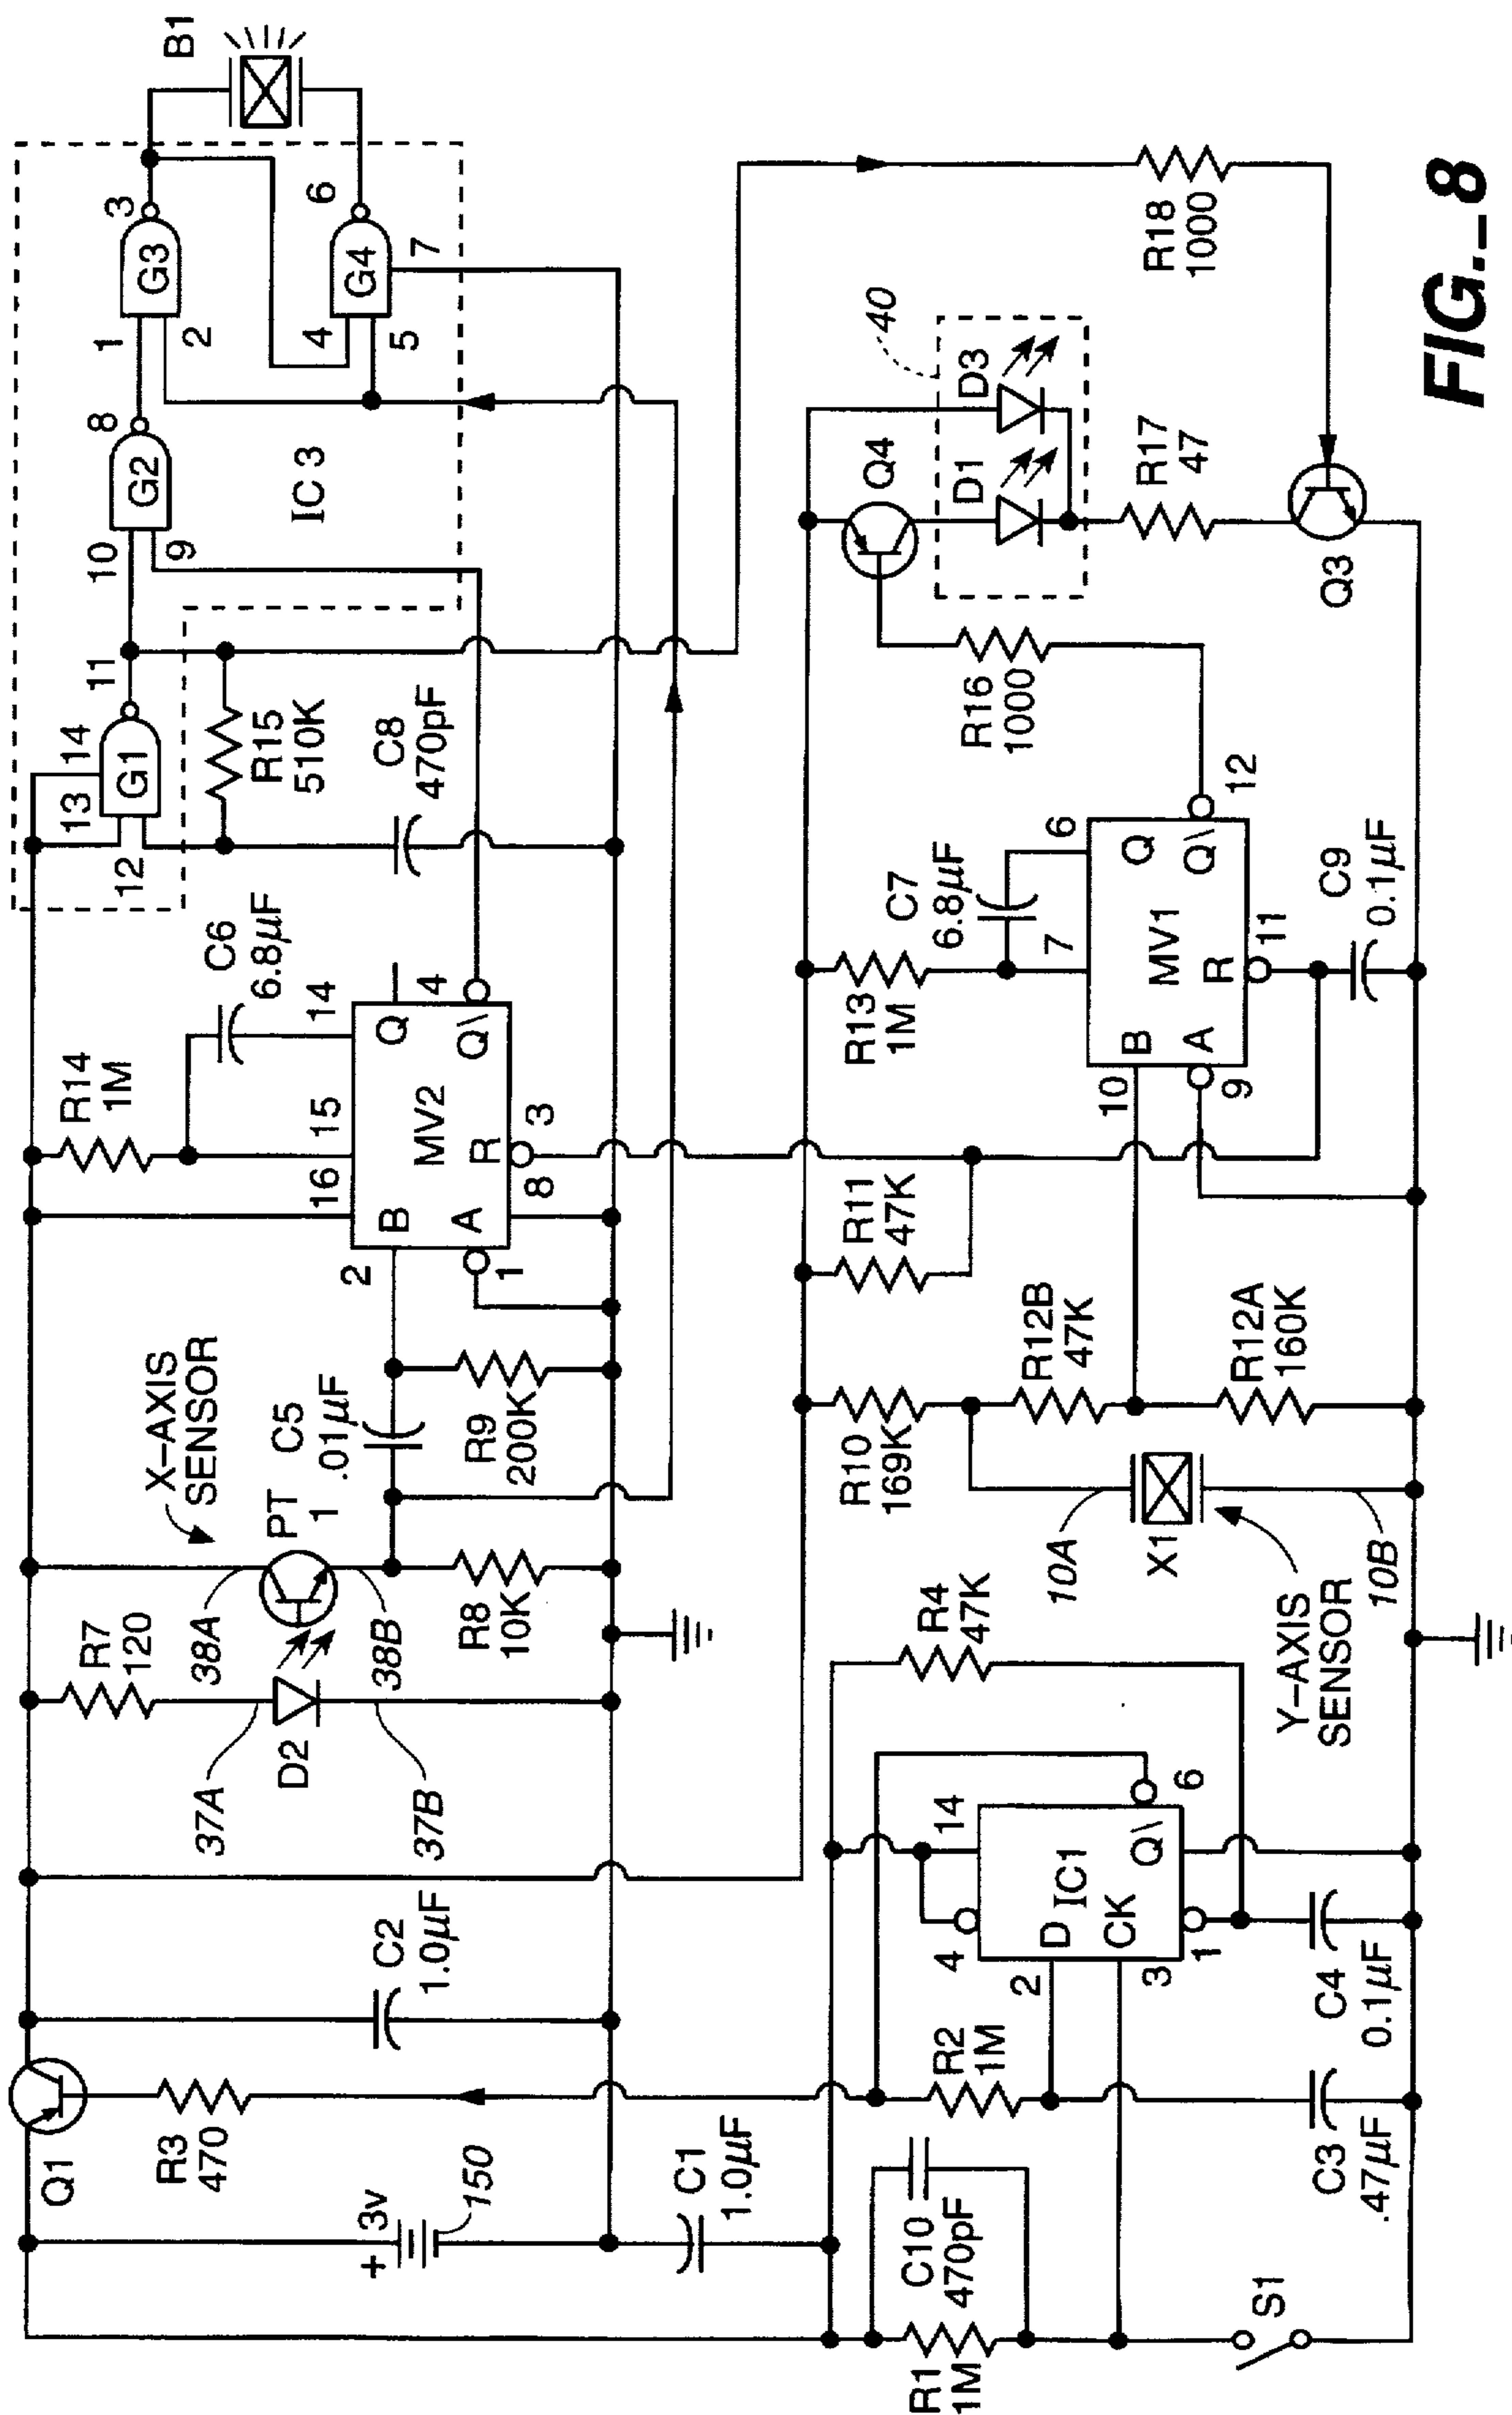 Q1
R3
470
+ 3v
150
C1
1.0µF
C2
1.0µF
37A
D2
37B
R7
120
38A
38B
X–AXIS
SENSOR
PT
1
C5
.01µF
R8
10K
R9
200K
R14
1M
C6
6.8µF
16
15
14
2
B
Q
MV2
4
A
R
Q\
1
8
3
13
14
12
G1
11
R15
510K
C8
470pF
10
9
G2
8
IC 3
1
2
G3
3
4
5
G4
6
7
B1
R1
1M
C10
470pF
S1
R2
1M
C3
.47µF
C4
0.1µF
4
14
2
D
IC1
CK
Q\
3
1
6
R4
47K
Y–AXIS
SENSOR
10A
X1
10B
R10
169K
R12B
47K
R12A
160K
R11
47K
R13
1M
C7
6.8µF
7
6
10
B
Q
MV1
A
R
Q\
9
11
12
C9
0.1µF
R16
1000
Q4
40
D1
D3
R17
47
Q3
R18
1000
FIG._8